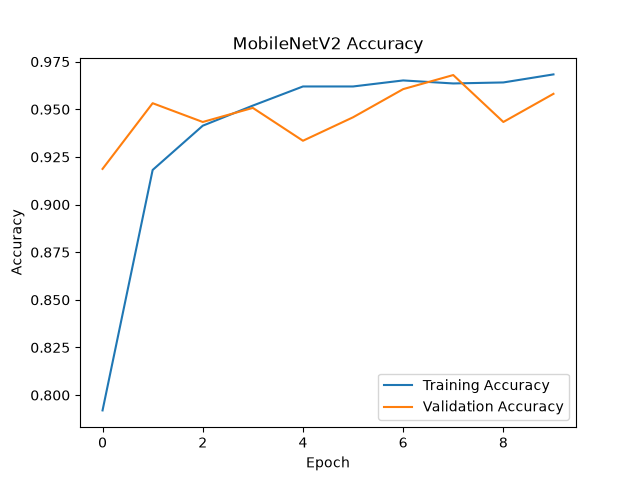 MobileNetV2 Accuracy
0.975
0.950
0.925
0.900
0.875
0.850
0.825
0.800
Accuracy
Training Accuracy
Validation Accuracy
0 2 4 6 8
Epoch